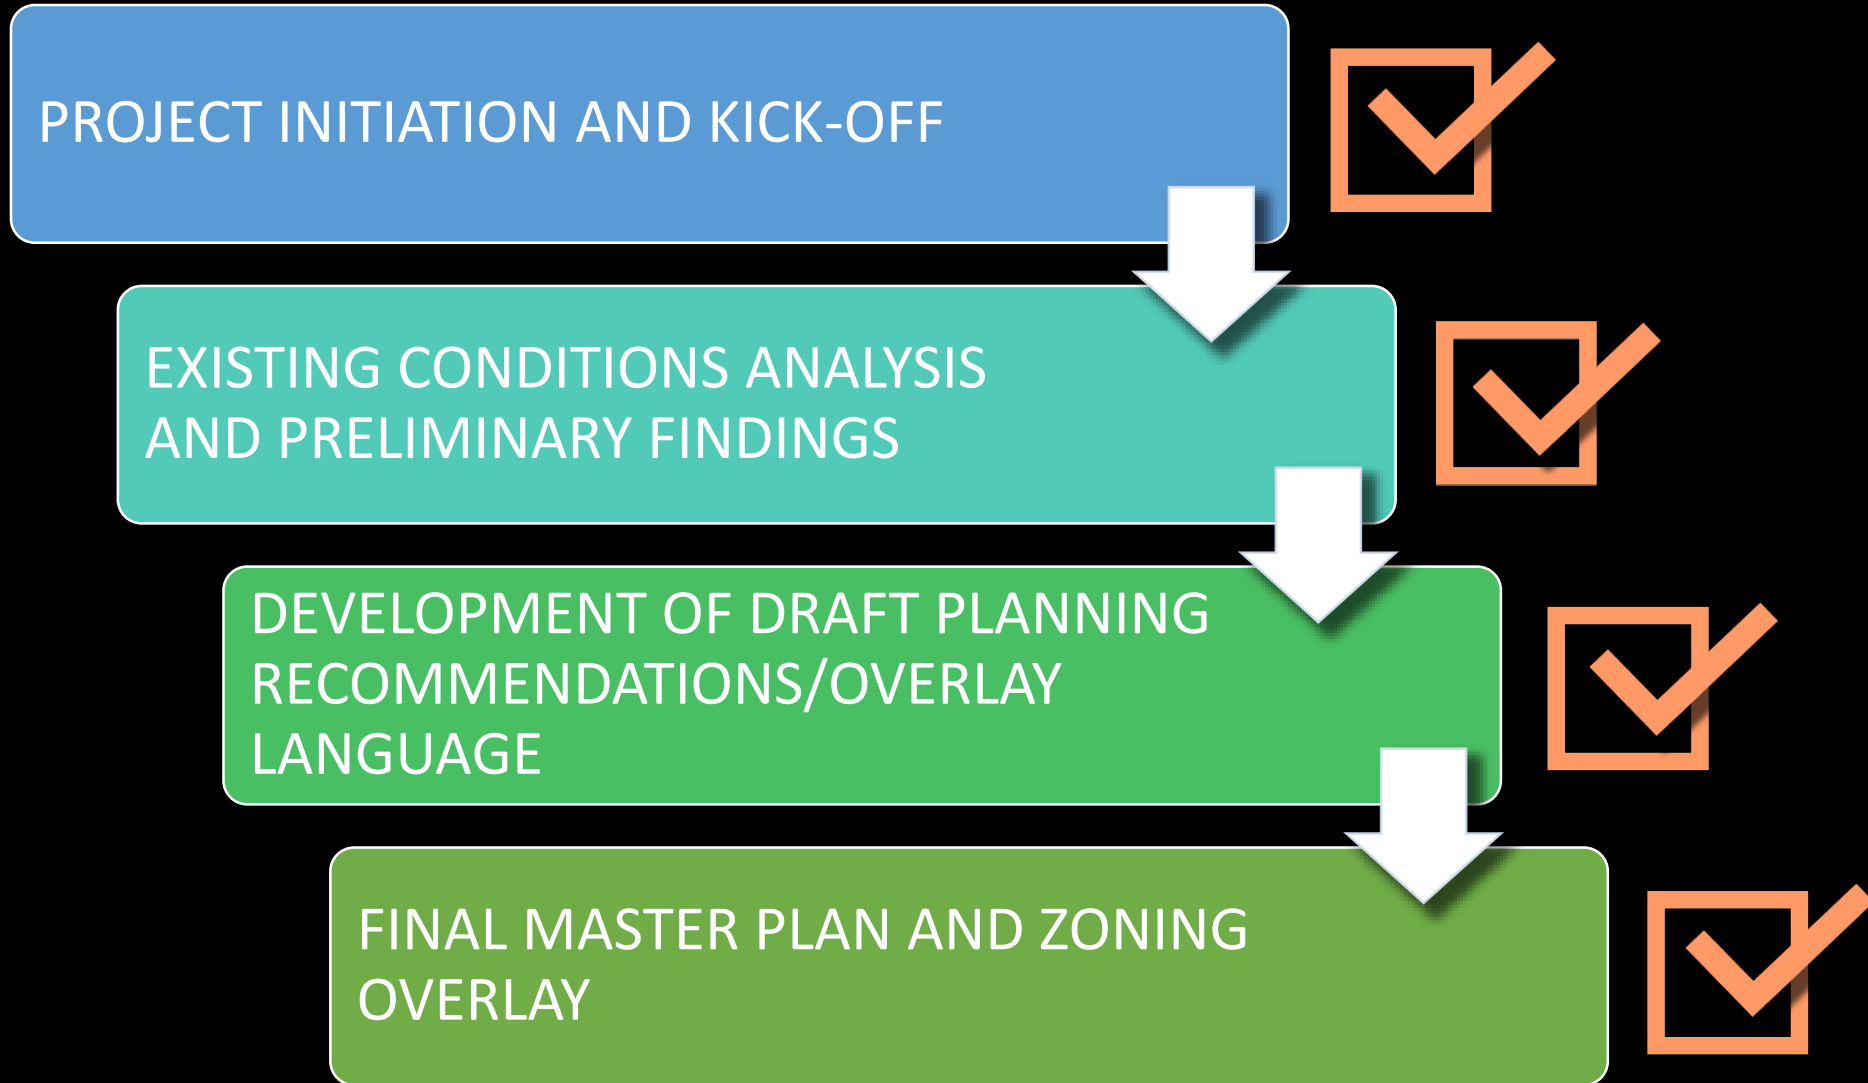 PROJECT INITIATION AND KICK-OFF
EXISTING CONDITIONS ANALYSIS
AND PRELIMINARY FINDINGS
DEVELOPMENT OF DRAFT PLANNING
RECOMMENDATIONS/OVERLAY
LANGUAGE
FINAL MASTER PLAN AND ZONING
OVERLAY